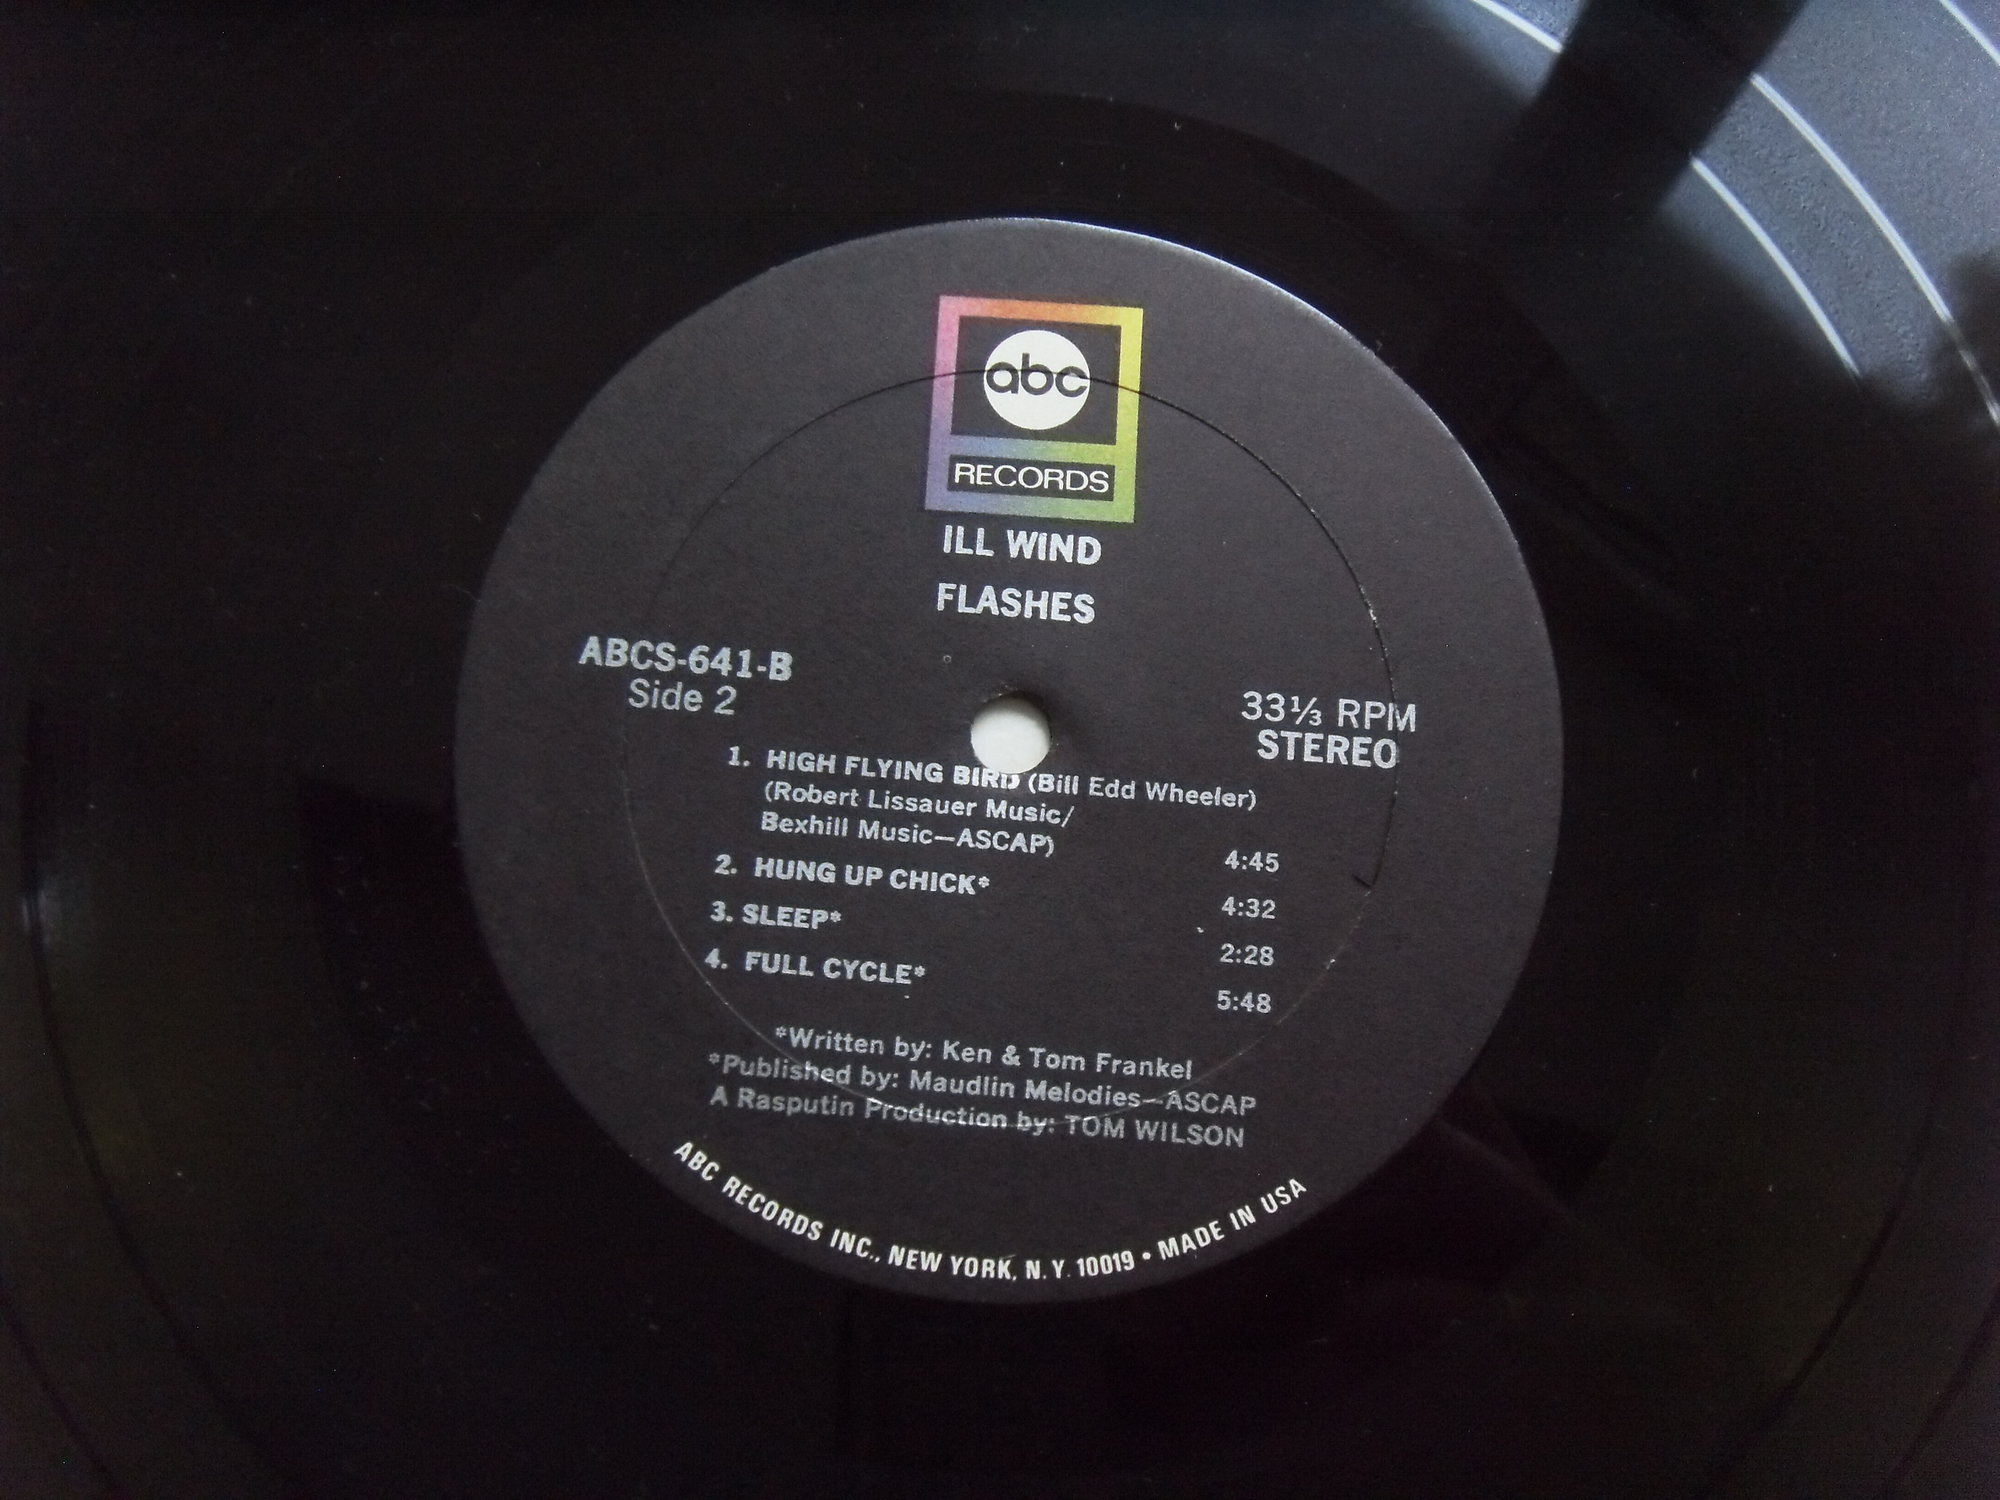 abc
RECORDS
ILL WIND
FLASHES
ABCS-641-B
Side 2
33⅓ RPM
STEREO
1. HIGH FLYING BIRD (Bill Edd Wheeler)
(Robert Lissauer Music/
Bexhill Music—ASCAP) 4:45
2. HUNG UP CHICK* 4:32
3. SLEEP* 2:28
4. FULL CYCLE* 5:48
*Written by: Ken & Tom Frankel
*Published by: Maudlin Melodies—ASCAP
A Rasputin Production by: TOM WILSON
ABC RECORDS INC., NEW YORK, N.Y. 10019 • MADE IN USA